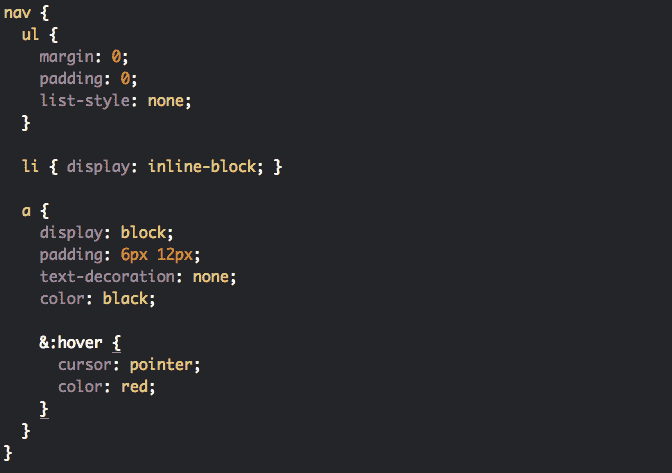 nav {
  ul {
    margin: 0;
    padding: 0;
    list-style: none;
  }
  li { display: inline-block; }
  a {
    display: block;
    padding: 6px 12px;
    text-decoration: none;
    color: black;
    &:hover {
      cursor: pointer;
      color: red;
    }
  }
}